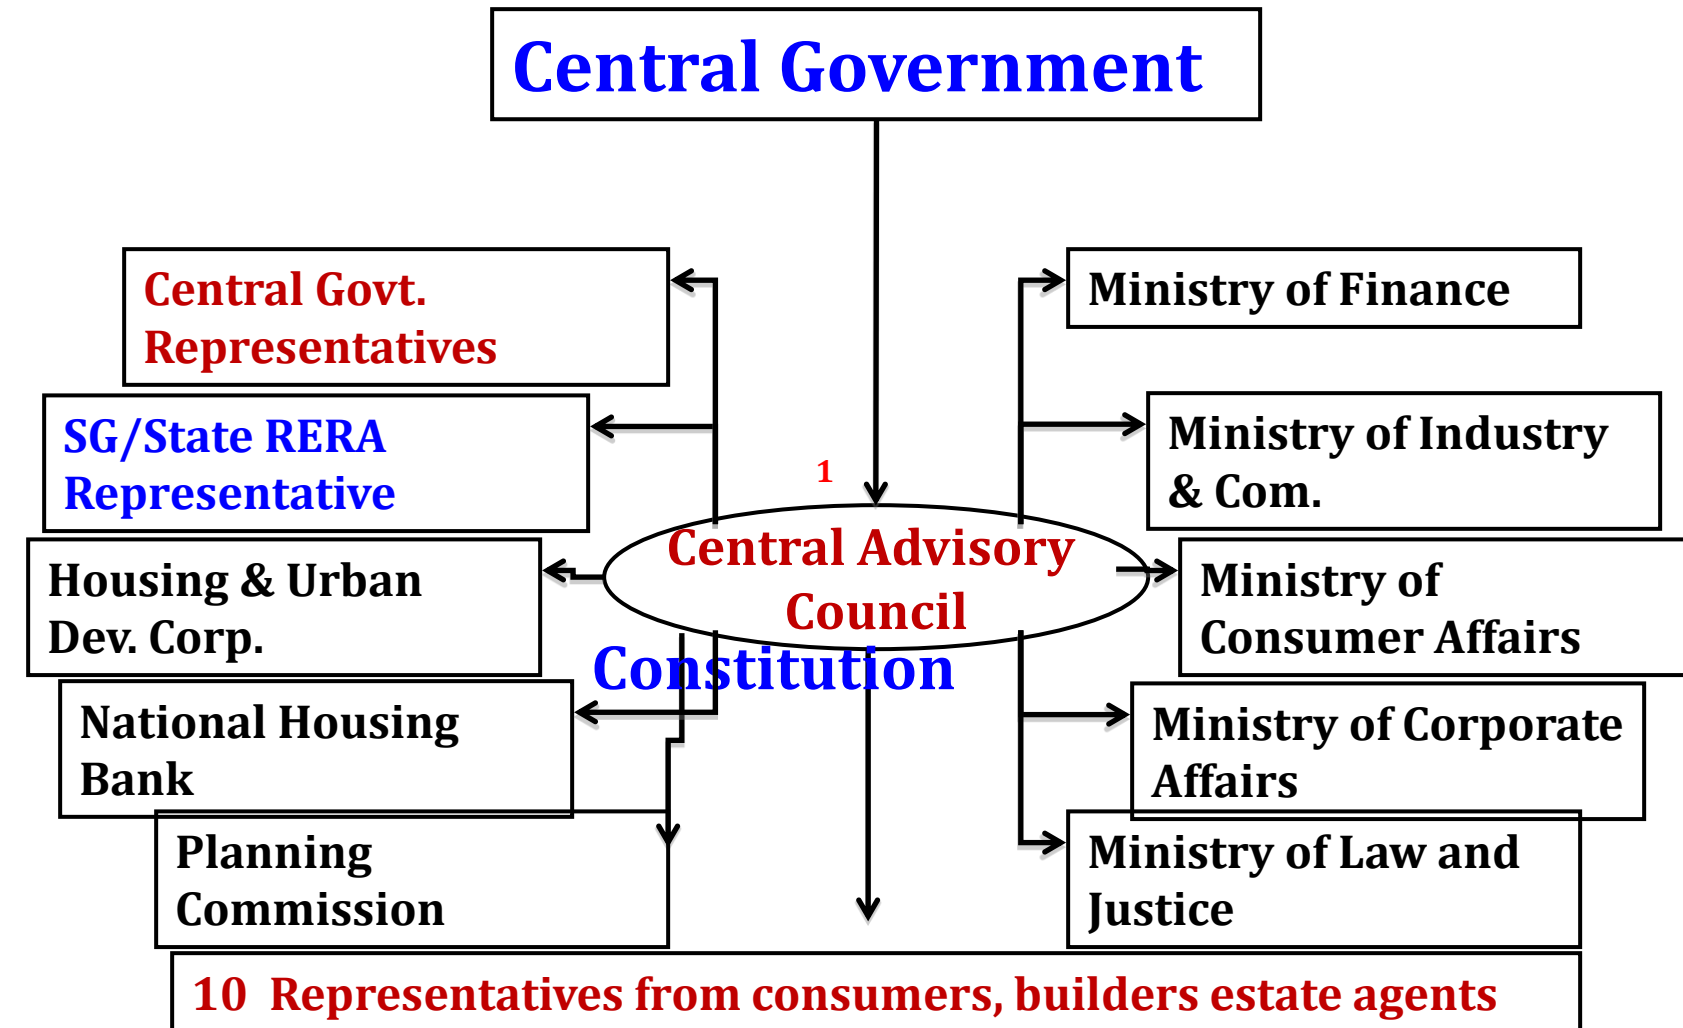 Central Government
Central Govt.
Representatives
Ministry of Finance
SG/State RERA
Representative
Ministry of Industry
& Com.
1
Central Advisory
Council
Constitution
Housing & Urban
Dev. Corp.
Ministry of
Consumer Affairs
National Housing
Bank
Ministry of Corporate
Affairs
Planning
Commission
Ministry of Law and
Justice
10 Representatives from consumers, builders estate agents